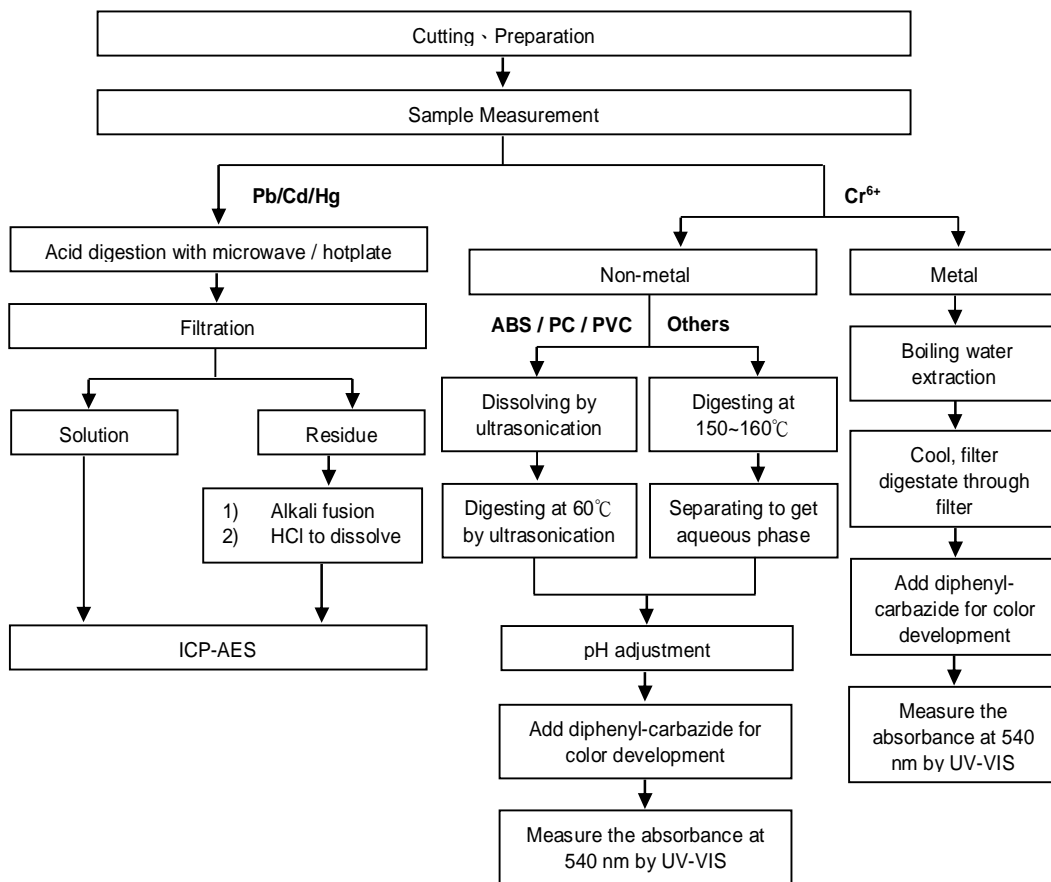 Cutting、Preparation
Sample Measurement
Pb/Cd/Hg
Cr⁶⁺
Acid digestion with microwave / hotplate
Non-metal
Metal
Filtration
ABS / PC / PVC
Others
Boiling water
extraction
Solution
Residue
Dissolving by
ultrasonication
Digesting at
150~160℃
Cool, filter
digestate through
filter
1) Alkali fusion
2) HCl to dissolve
Digesting at 60℃
by ultrasonication
Separating to get
aqueous phase
Add diphenyl-
carbazide for color
development
ICP-AES
pH adjustment
Measure the
absorbance at 540
nm by UV-VIS
Add diphenyl-carbazide for
color development
Measure the absorbance at
540 nm by UV-VIS